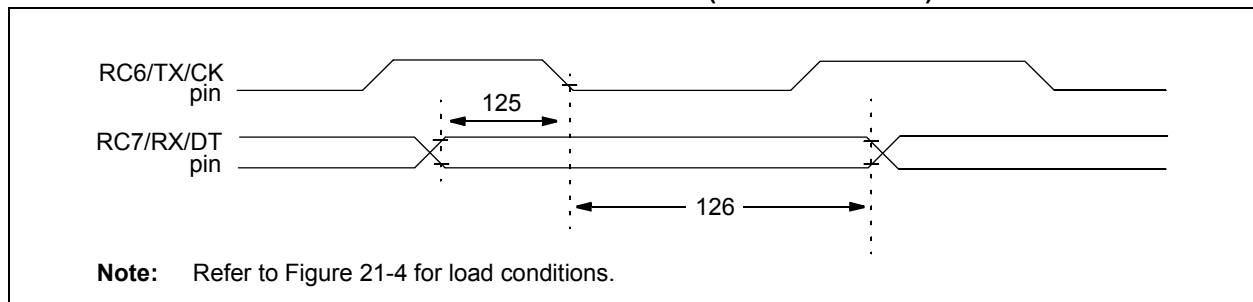 RC6/TX/CK
pin
125
RC7/RX/DT
pin
126
Note: Refer to Figure 21-4 for load conditions.